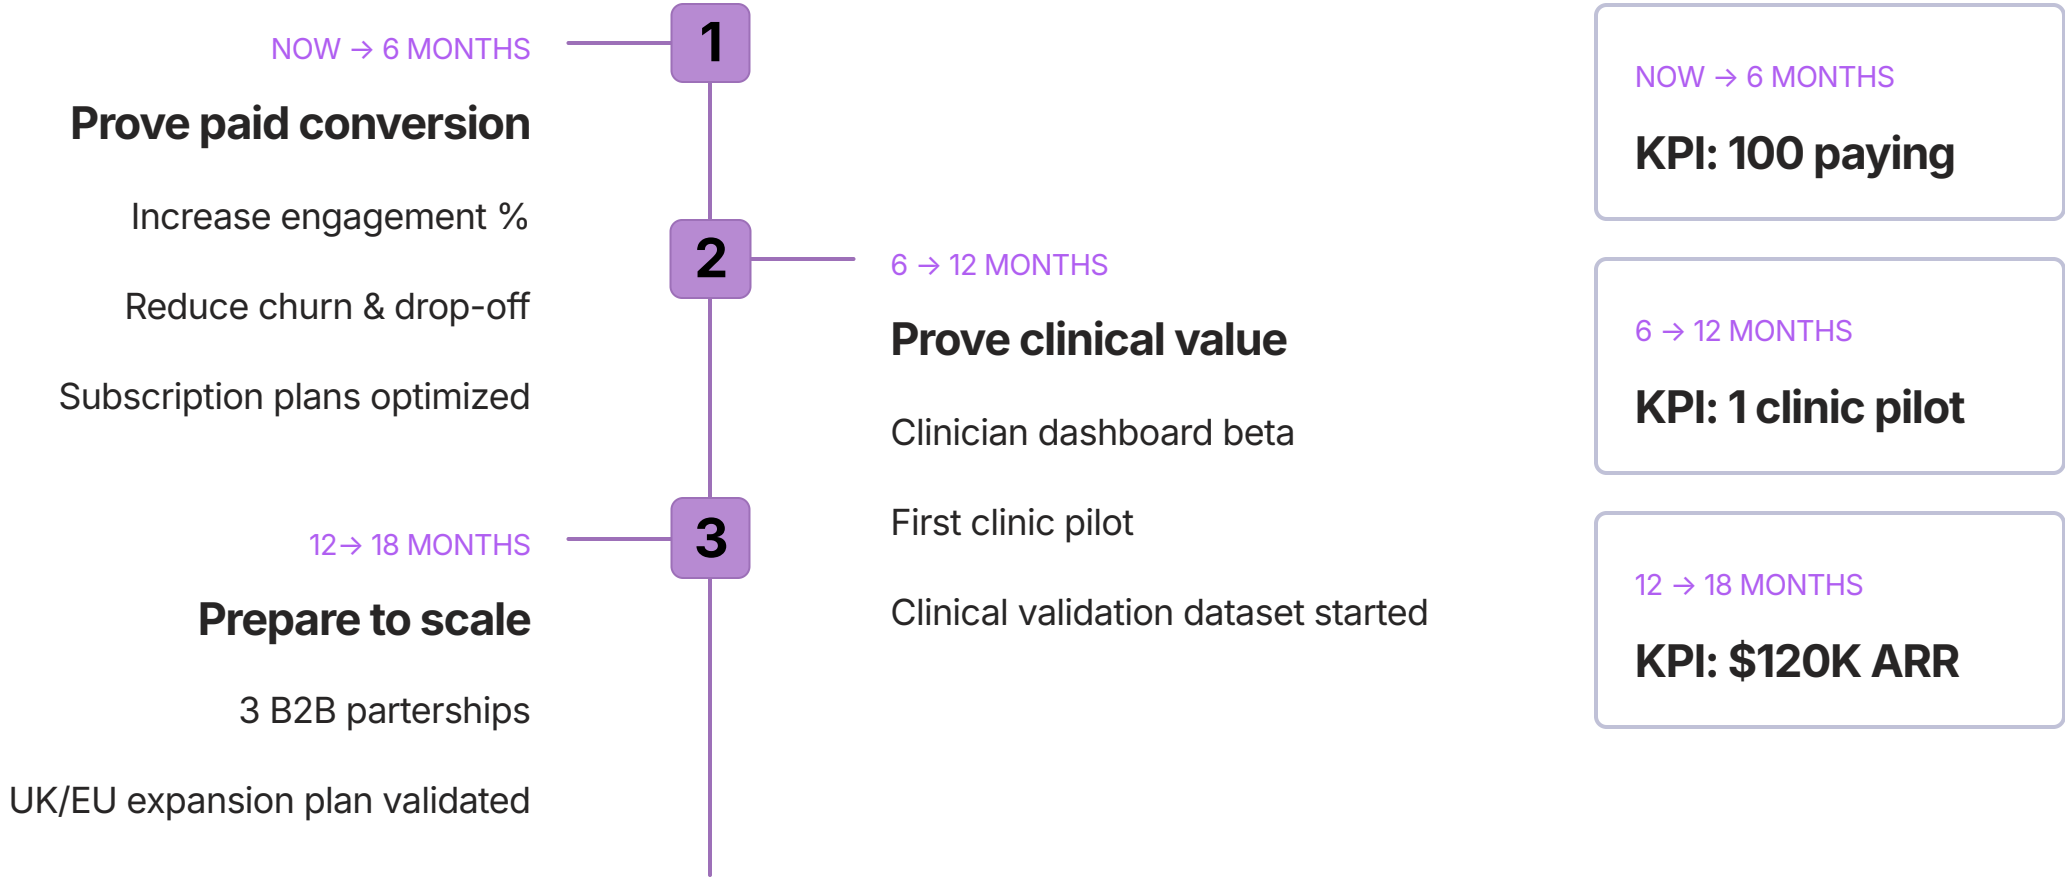 1
NOW → 6 MONTHS
Prove paid conversion
Increase engagement %
Reduce churn & drop-off
Subscription plans optimized
2
6 → 12 MONTHS
Prove clinical value
Clinician dashboard beta
First clinic pilot
Clinical validation dataset started
3
12→ 18 MONTHS
Prepare to scale
3 B2B parterships
UK/EU expansion plan validated
NOW → 6 MONTHS
KPI: 100 paying
6 → 12 MONTHS
KPI: 1 clinic pilot
12 → 18 MONTHS
KPI: $120K ARR